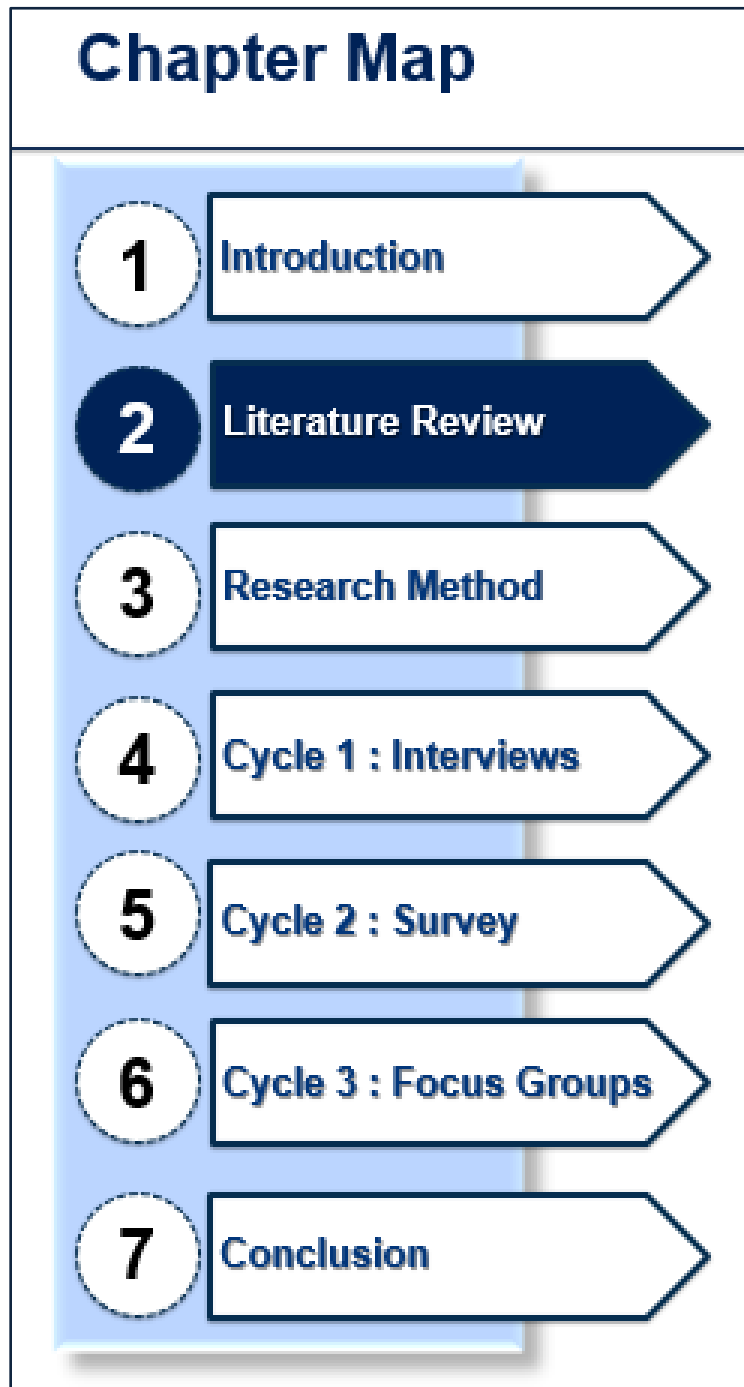 Chapter Map
1 Introduction
2 Literature Review
3 Research Method
4 Cycle 1 : Interviews
5 Cycle 2 : Survey
6 Cycle 3 : Focus Groups
7 Conclusion